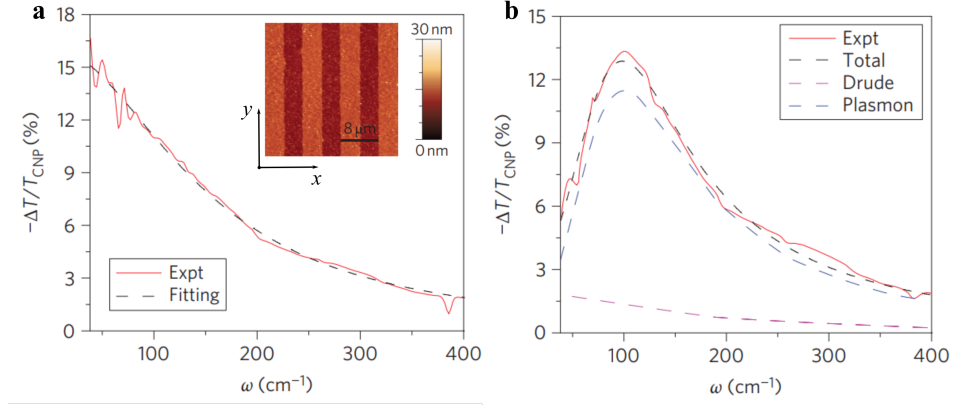 a
18
15
12
9
6
3
0
−ΔT/T_CNP (%)
100
200
300
400
ω (cm⁻¹)
Expt
Fitting
30 nm
0 nm
8 μm
y
x
b
15
12
9
6
3
0
−ΔT/T_CNP (%)
100
200
300
400
ω (cm⁻¹)
Expt
Total
Drude
Plasmon